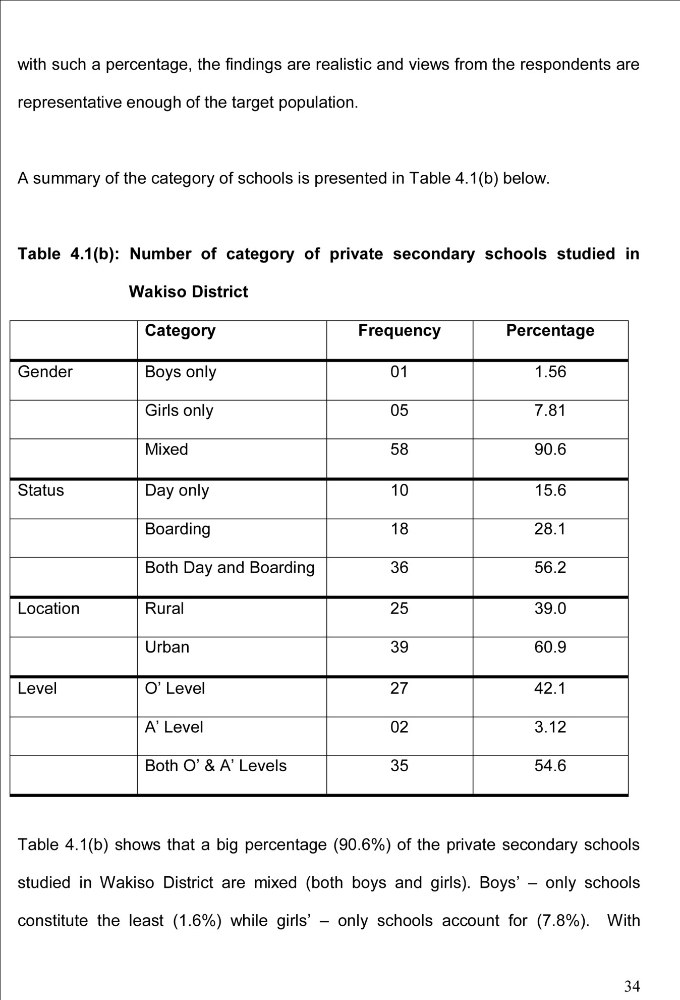 with such a percentage, the findings are realistic and views from the respondents are
representative enough of the target population.
A summary of the category of schools is presented in Table 4.1(b) below.
Table 4.1(b): Number of category of private secondary schools studied in
Wakiso District
Category Frequency Percentage
Gender Boys only 01 1.56
Girls only 05 7.81
Mixed 58 90.6
Status Day only 10 15.6
Boarding 18 28.1
Both Day and Boarding 36 56.2
Location Rural 25 39.0
Urban 39 60.9
Level O’ Level 27 42.1
A’ Level 02 3.12
Both O’ & A’ Levels 35 54.6
Table 4.1(b) shows that a big percentage (90.6%) of the private secondary schools
studied in Wakiso District are mixed (both boys and girls). Boys’ – only schools
constitute the least (1.6%) while girls’ – only schools account for (7.8%). With
34